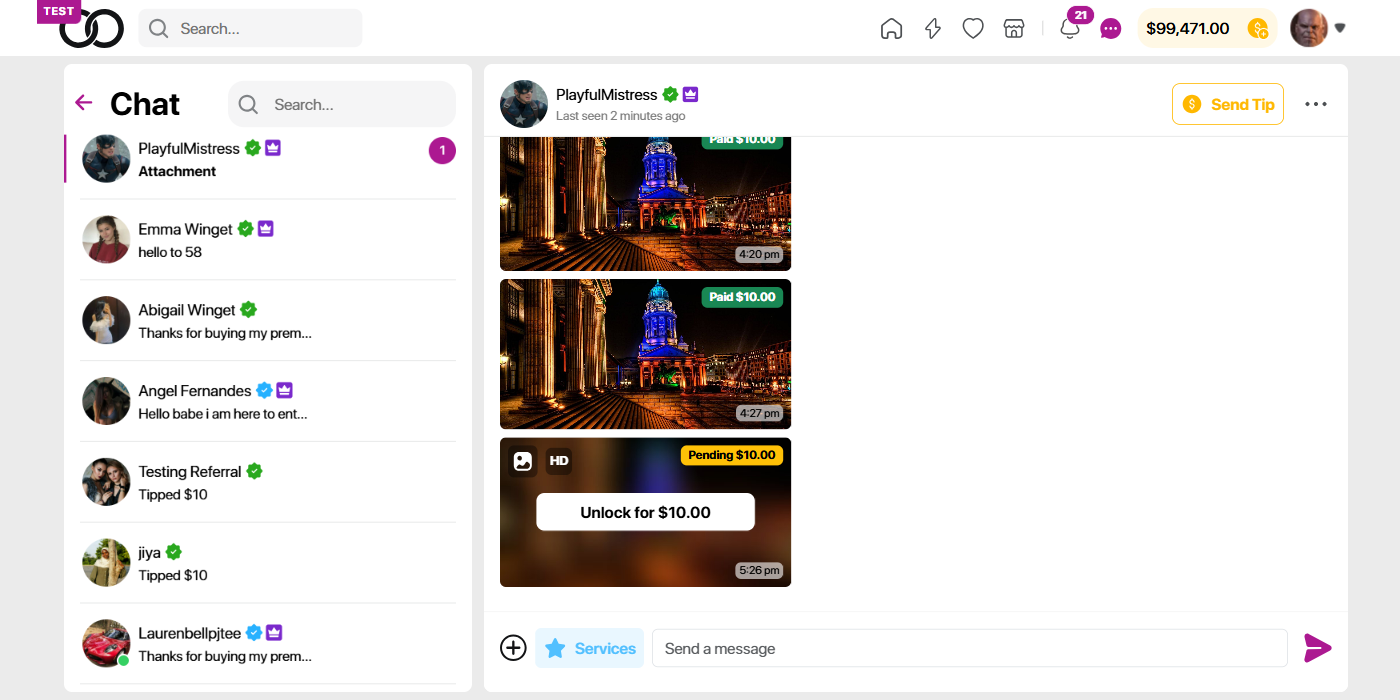 TEST
Search...
21
$99,471.00
Chat
Search...
PlayfulMistress
Attachment
1
Emma Winget
hello to 58
Abigail Winget
Thanks for buying my prem...
Angel Fernandes
Hello babe i am here to ent...
Testing Referral
Tipped $10
jiya
Tipped $10
Laurenbellpjtee
Thanks for buying my prem...
PlayfulMistress
Last seen 2 minutes ago
Send Tip
Paid $10.00
4:20 pm
Paid $10.00
4:27 pm
HD
Pending $10.00
Unlock for $10.00
5:26 pm
Services
Send a message